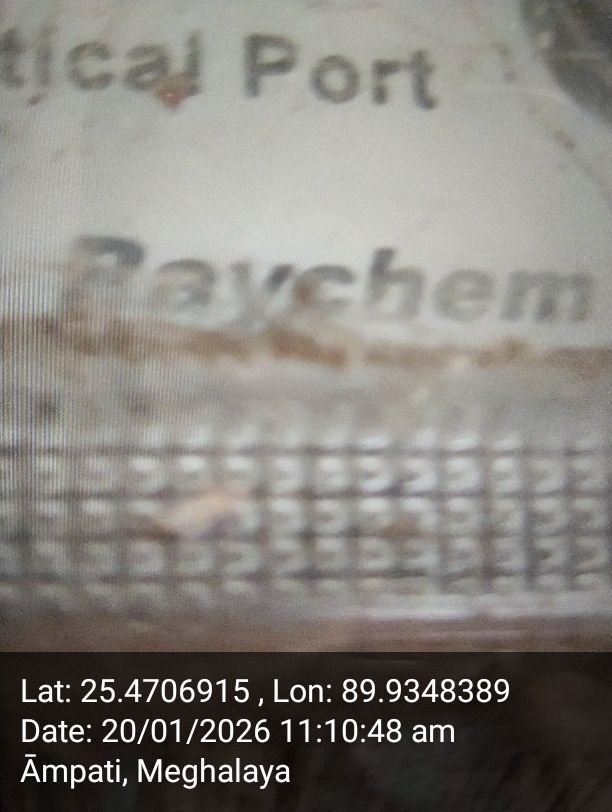 tical Port
Raychem
Lat: 25.4706915 , Lon: 89.9348389
Date: 20/01/2026 11:10:48 am
Āmpati, Meghalaya